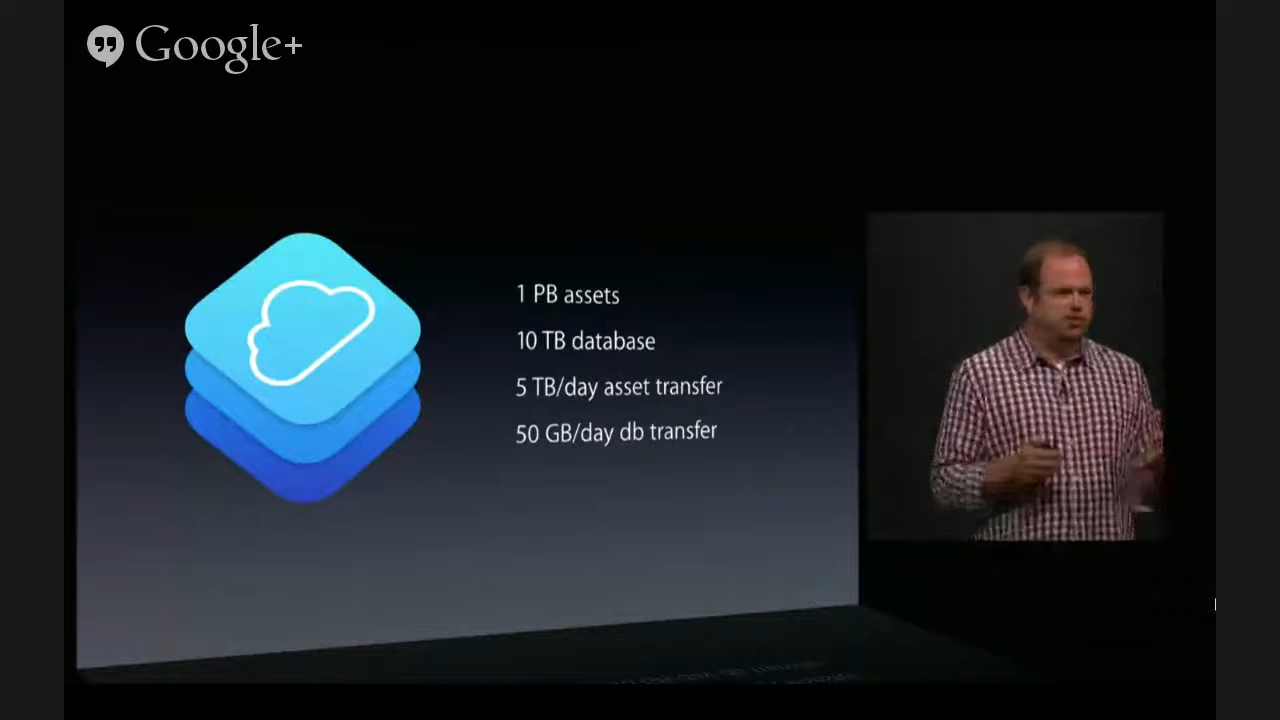 Google+
1 PB assets
10 TB database
5 TB/day asset transfer
50 GB/day db transfer